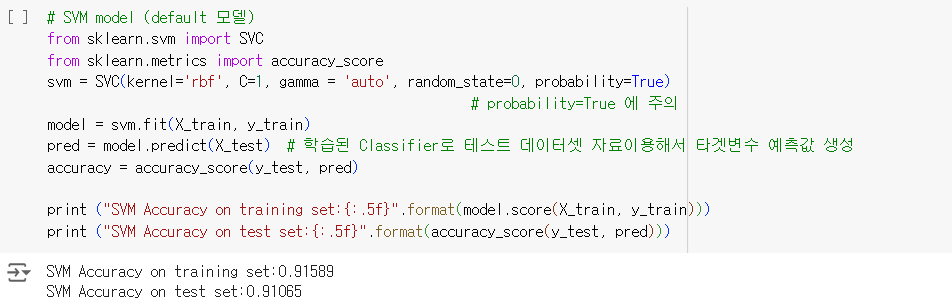 [ ] # SVM model (default 모델)
from sklearn.svm import SVC
from sklearn.metrics import accuracy_score
svm = SVC(kernel='rbf', C=1, gamma = 'auto', random_state=0, probability=True)
# probability=True 에 주의
model = svm.fit(X_train, y_train)
pred = model.predict(X_test)  # 학습된 Classifier로 테스트 데이터셋 자료이용해서 타겟변수 예측값 생성
accuracy = accuracy_score(y_test, pred)
print ("SVM Accuracy on training set:{:.5f}".format(model.score(X_train, y_train)))
print ("SVM Accuracy on test set:{:.5f}".format(accuracy_score(y_test, pred)))
SVM Accuracy on training set:0.91589
SVM Accuracy on test set:0.91065